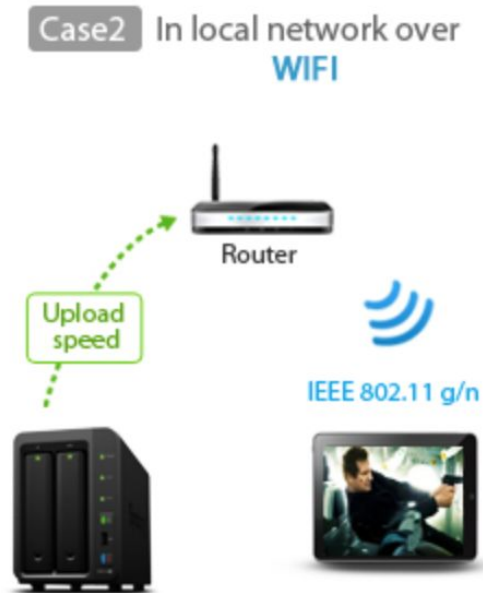 Case2 In local network over
WIFI
Router
Upload
speed
IEEE 802.11 g/n